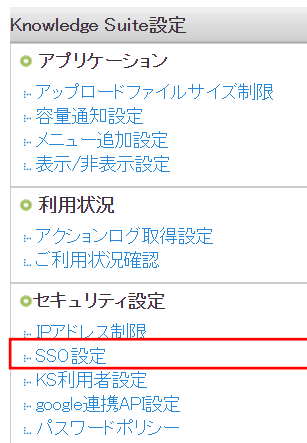 Knowledge Suite設定
アプリケーション
アップロードファイルサイズ制限
容量通知設定
メニュー追加設定
表示/非表示設定
利用状況
アクションログ取得設定
ご利用状況確認
セキュリティ設定
IPアドレス制限
SSO設定
KS利用者設定
google連携API設定
パスワードポリシー